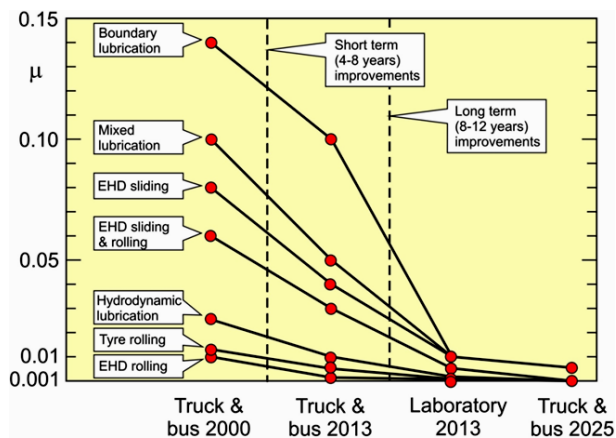 0.15
μ
0.10
0.05
0.01
0.001
Boundary
lubrication
Mixed
lubrication
EHD sliding
EHD sliding
& rolling
Hydrodynamic
lubrication
Tyre rolling
EHD rolling
Short term
(4-8 years)
improvements
Long term
(8-12 years)
improvements
Truck &
bus 2000
Truck &
bus 2013
Laboratory
2013
Truck &
bus 2025